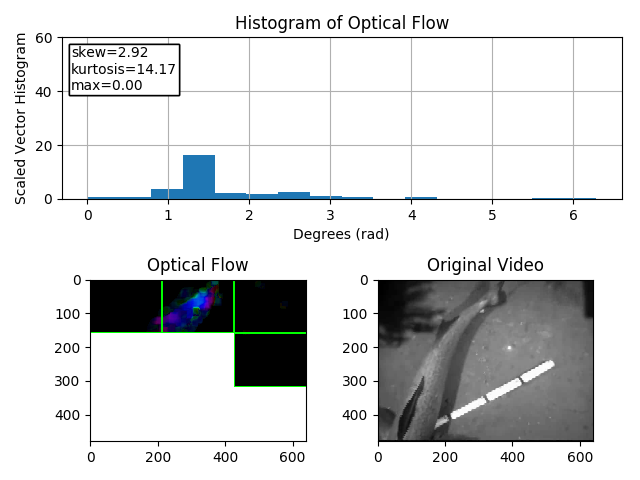 Histogram of Optical Flow
Scaled Vector Histogram
60
40
20
0
skew=2.92
kurtosis=14.17
max=0.00
0 1 2 3 4 5 6
Degrees (rad)
Optical Flow
0
100
200
300
400
0 200 400 600
Original Video
0
100
200
300
400
0 200 400 600